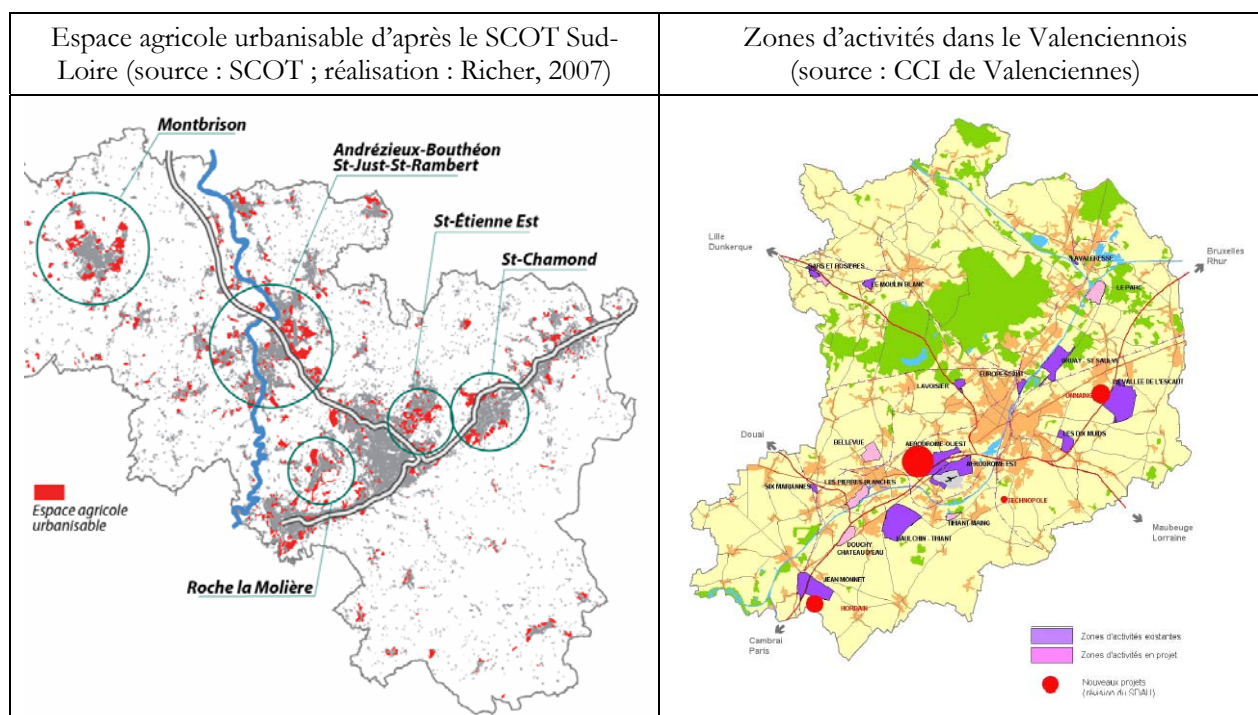 Espace agricole urbanisable d’après le SCOT Sud-
Loire (source : SCOT ; réalisation : Richer, 2007)
Zones d’activités dans le Valenciennois
(source : CCI de Valenciennes)
Montbrison
Andrézieux-Bouthéon
St-Just-St-Rambert
St-Étienne Est
St-Chamond
Espace agricole
urbanisable
Roche la Molière
Lille
Dunkerque
Bruxelles
Rhur
LE MOULIN BLANC
LE PARC
LAVOISIER
LES DIX MUIDS
Douai
BELLEVUE
AERODROME-OUEST
AERODROME EST
SIX MARIANNES
LES PIERRES BLANCHES
TECHNOPOLE
THIANT-MAING
DOUCHY
CHATEAU D'EAU
Maubeuge
Lorraine
JEAN MONNET
HORDAIN
Cambrai
Paris
Zones d'activités existantes
Zones d'activités en projet
Nouveaux projets
(révision du SDAU)